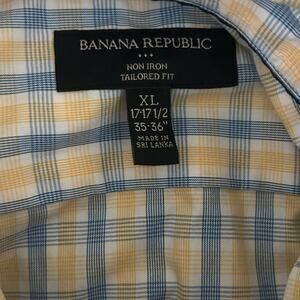 BANANA REPUBLIC
NON IRON
TAILORED FIT
XL
17-17 1/2
35-36"
MADE IN
SRI LANKA